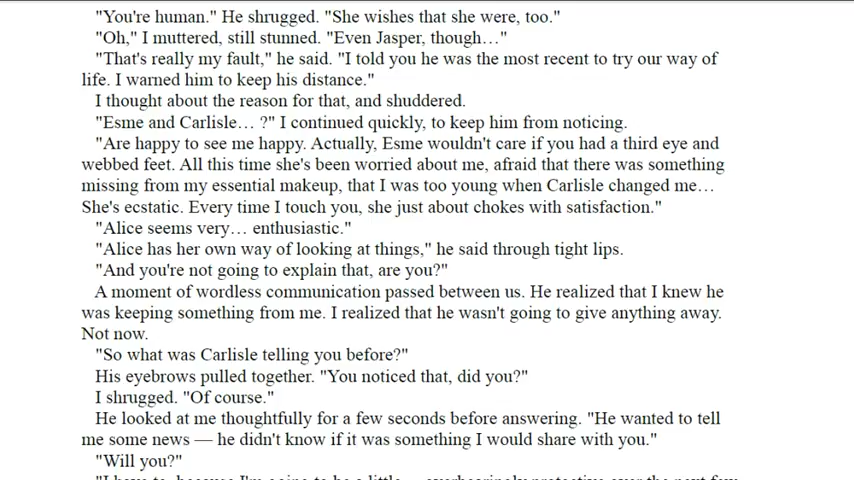 "You're human." He shrugged. "She wishes that she were, too."
"Oh," I muttered, still stunned. "Even Jasper, though…"
"That's really my fault," he said. "I told you he was the most recent to try our way of
life. I warned him to keep his distance."
I thought about the reason for that, and shuddered.
"Esme and Carlisle… ?" I continued quickly, to keep him from noticing.
"Are happy to see me happy. Actually, Esme wouldn't care if you had a third eye and
webbed feet. All this time she's been worried about me, afraid that there was something
missing from my essential makeup, that I was too young when Carlisle changed me…
She's ecstatic. Every time I touch you, she just about chokes with satisfaction."
"Alice seems very… enthusiastic."
"Alice has her own way of looking at things," he said through tight lips.
"And you're not going to explain that, are you?"
A moment of wordless communication passed between us. He realized that I knew he
was keeping something from me. I realized that he wasn't going to give anything away.
Not now.
"So what was Carlisle telling you before?"
His eyebrows pulled together. "You noticed that, did you?"
I shrugged. "Of course."
He looked at me thoughtfully for a few seconds before answering. "He wanted to tell
me some news — he didn't know if it was something I would share with you."
"Will you?"